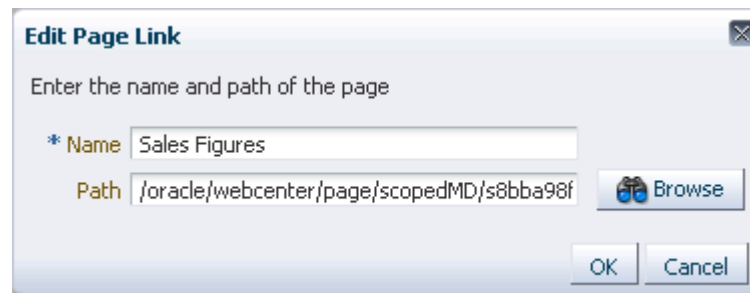 Edit Page Link
Enter the name and path of the page
* Name Sales Figures
Path /oracle/webcenter/page/scopedMD/s8bba98f Browse
OK Cancel